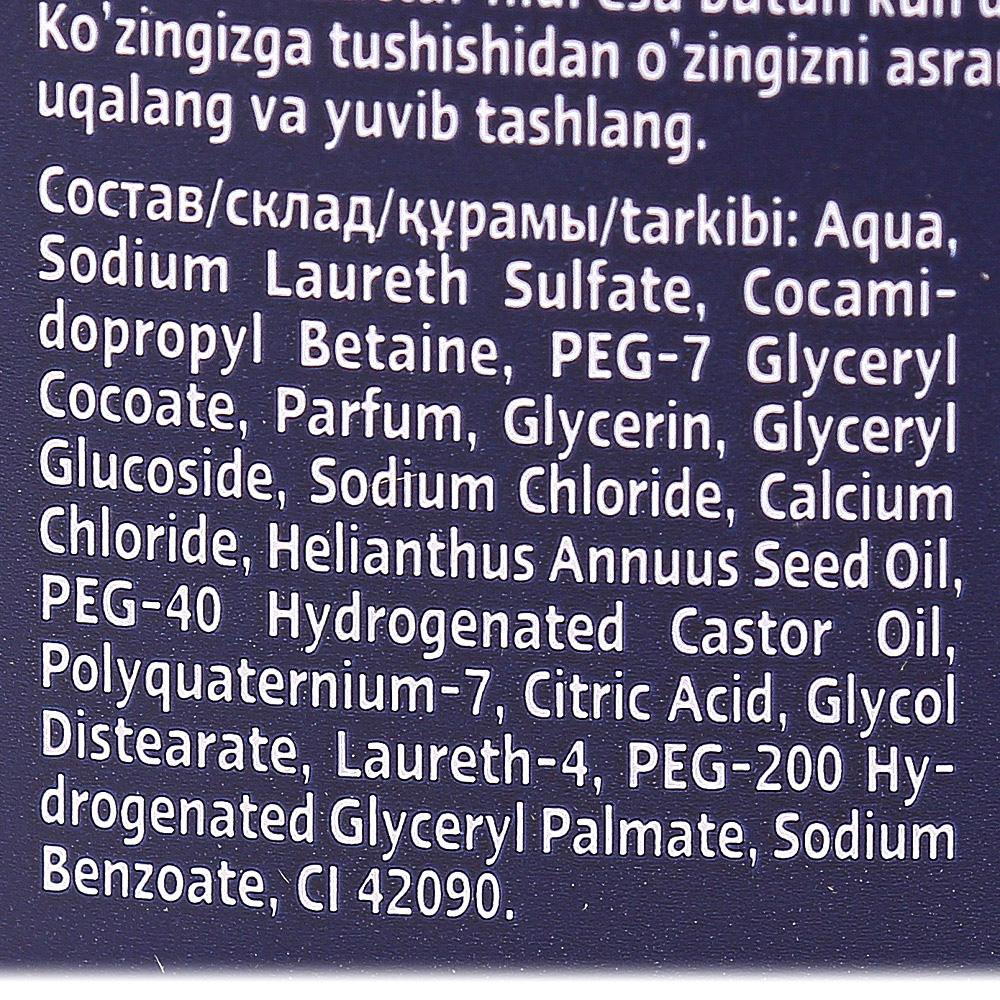 butun kun
Ko'zingizga tushishidan o'zingizni
uqalang va yuvib tashlang.
Состав/склад/құрамы/tarkibi: Aqua,
Sodium Laureth Sulfate, Cocami-
dopropyl Betaine, PEG-7 Glyceryl
Cocoate, Parfum, Glycerin, Glyceryl
Glucoside, Sodium Chloride, Calcium
Chloride, Helianthus Annuus Seed Oil,
PEG-40 Hydrogenated Castor Oil,
Polyquaternium-7, Citric Acid, Glycol
Distearate, Laureth-4, PEG-200 Hy-
drogenated Glyceryl Palmate, Sodium
Benzoate, CI 42090.